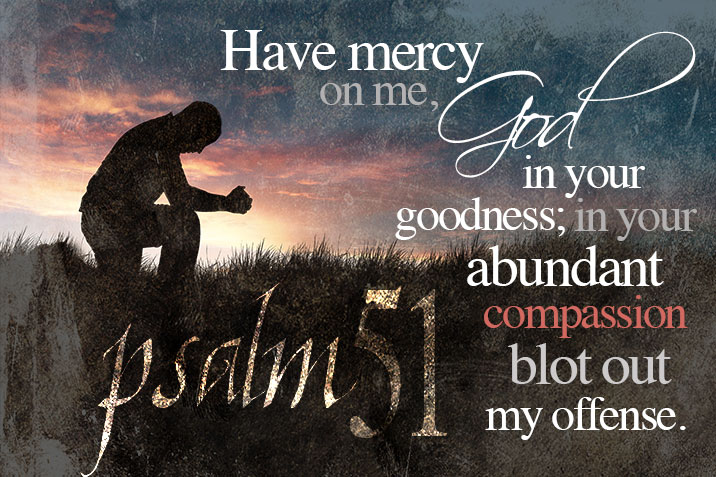 Have mercy
on me,
God
in your
goodness; in your
abundant
compassion
blot out
my offense.
psalm 51